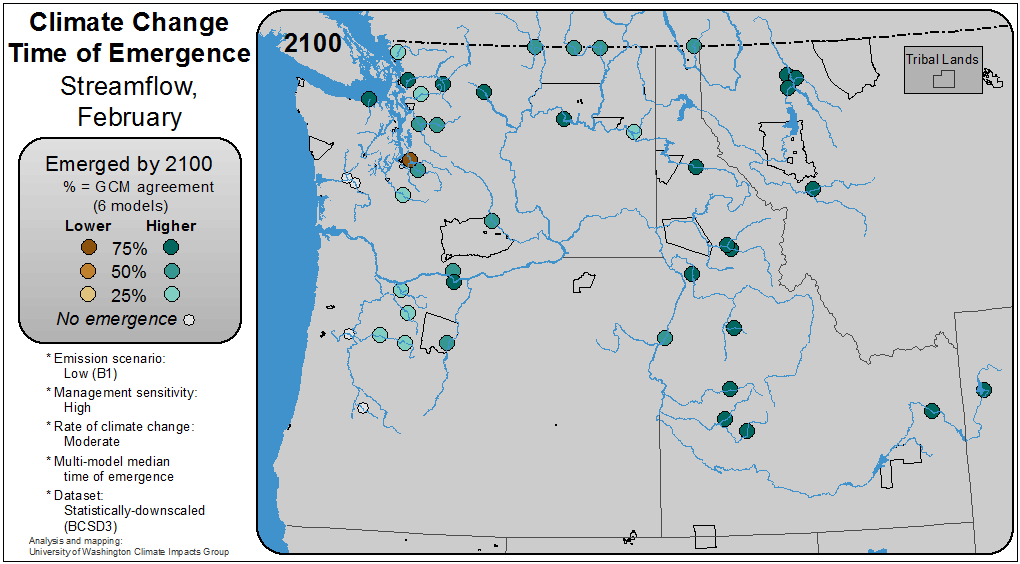 Climate Change
Time of Emergence
Streamflow,
February
Emerged by 2100
% = GCM agreement
(6 models)
Lower Higher
75%
50%
25%
No emergence
* Emission scenario:
Low (B1)
* Management sensitivity:
High
* Rate of climate change:
Moderate
* Multi-model median
time of emergence
* Dataset:
Statistically-downscaled
(BCSD3)
Analysis and mapping:
University of Washington Climate Impacts Group
2100
Tribal Lands